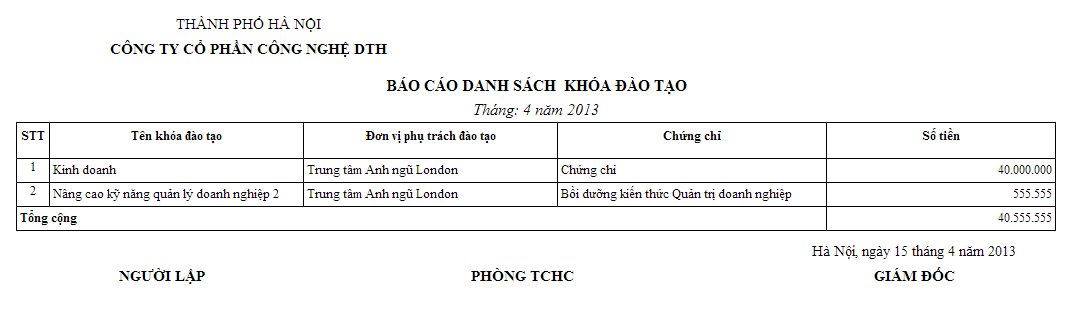 THÀNH PHỐ HÀ NỘI
CÔNG TY CỔ PHẦN CÔNG NGHỆ DTH
BÁO CÁO DANH SÁCH KHÓA ĐÀO TẠO
Tháng: 4 năm 2013
STT Tên khóa đào tạo Đơn vị phụ trách đào tạo Chứng chỉ Số tiền
1 Kinh doanh Trung tâm Anh ngũ London Chứng chỉ 40.000.000
2 Nâng cao kỹ năng quản lý doanh nghiệp 2 Trung tâm Anh ngũ London Bồi dưỡng kiến thức Quản trị doanh nghiệp 555.555
Tổng cộng 40.555.555
Hà Nội, ngày 15 tháng 4 năm 2013
NGƯỜI LẬP PHÒNG TCHC GIÁM ĐỐC